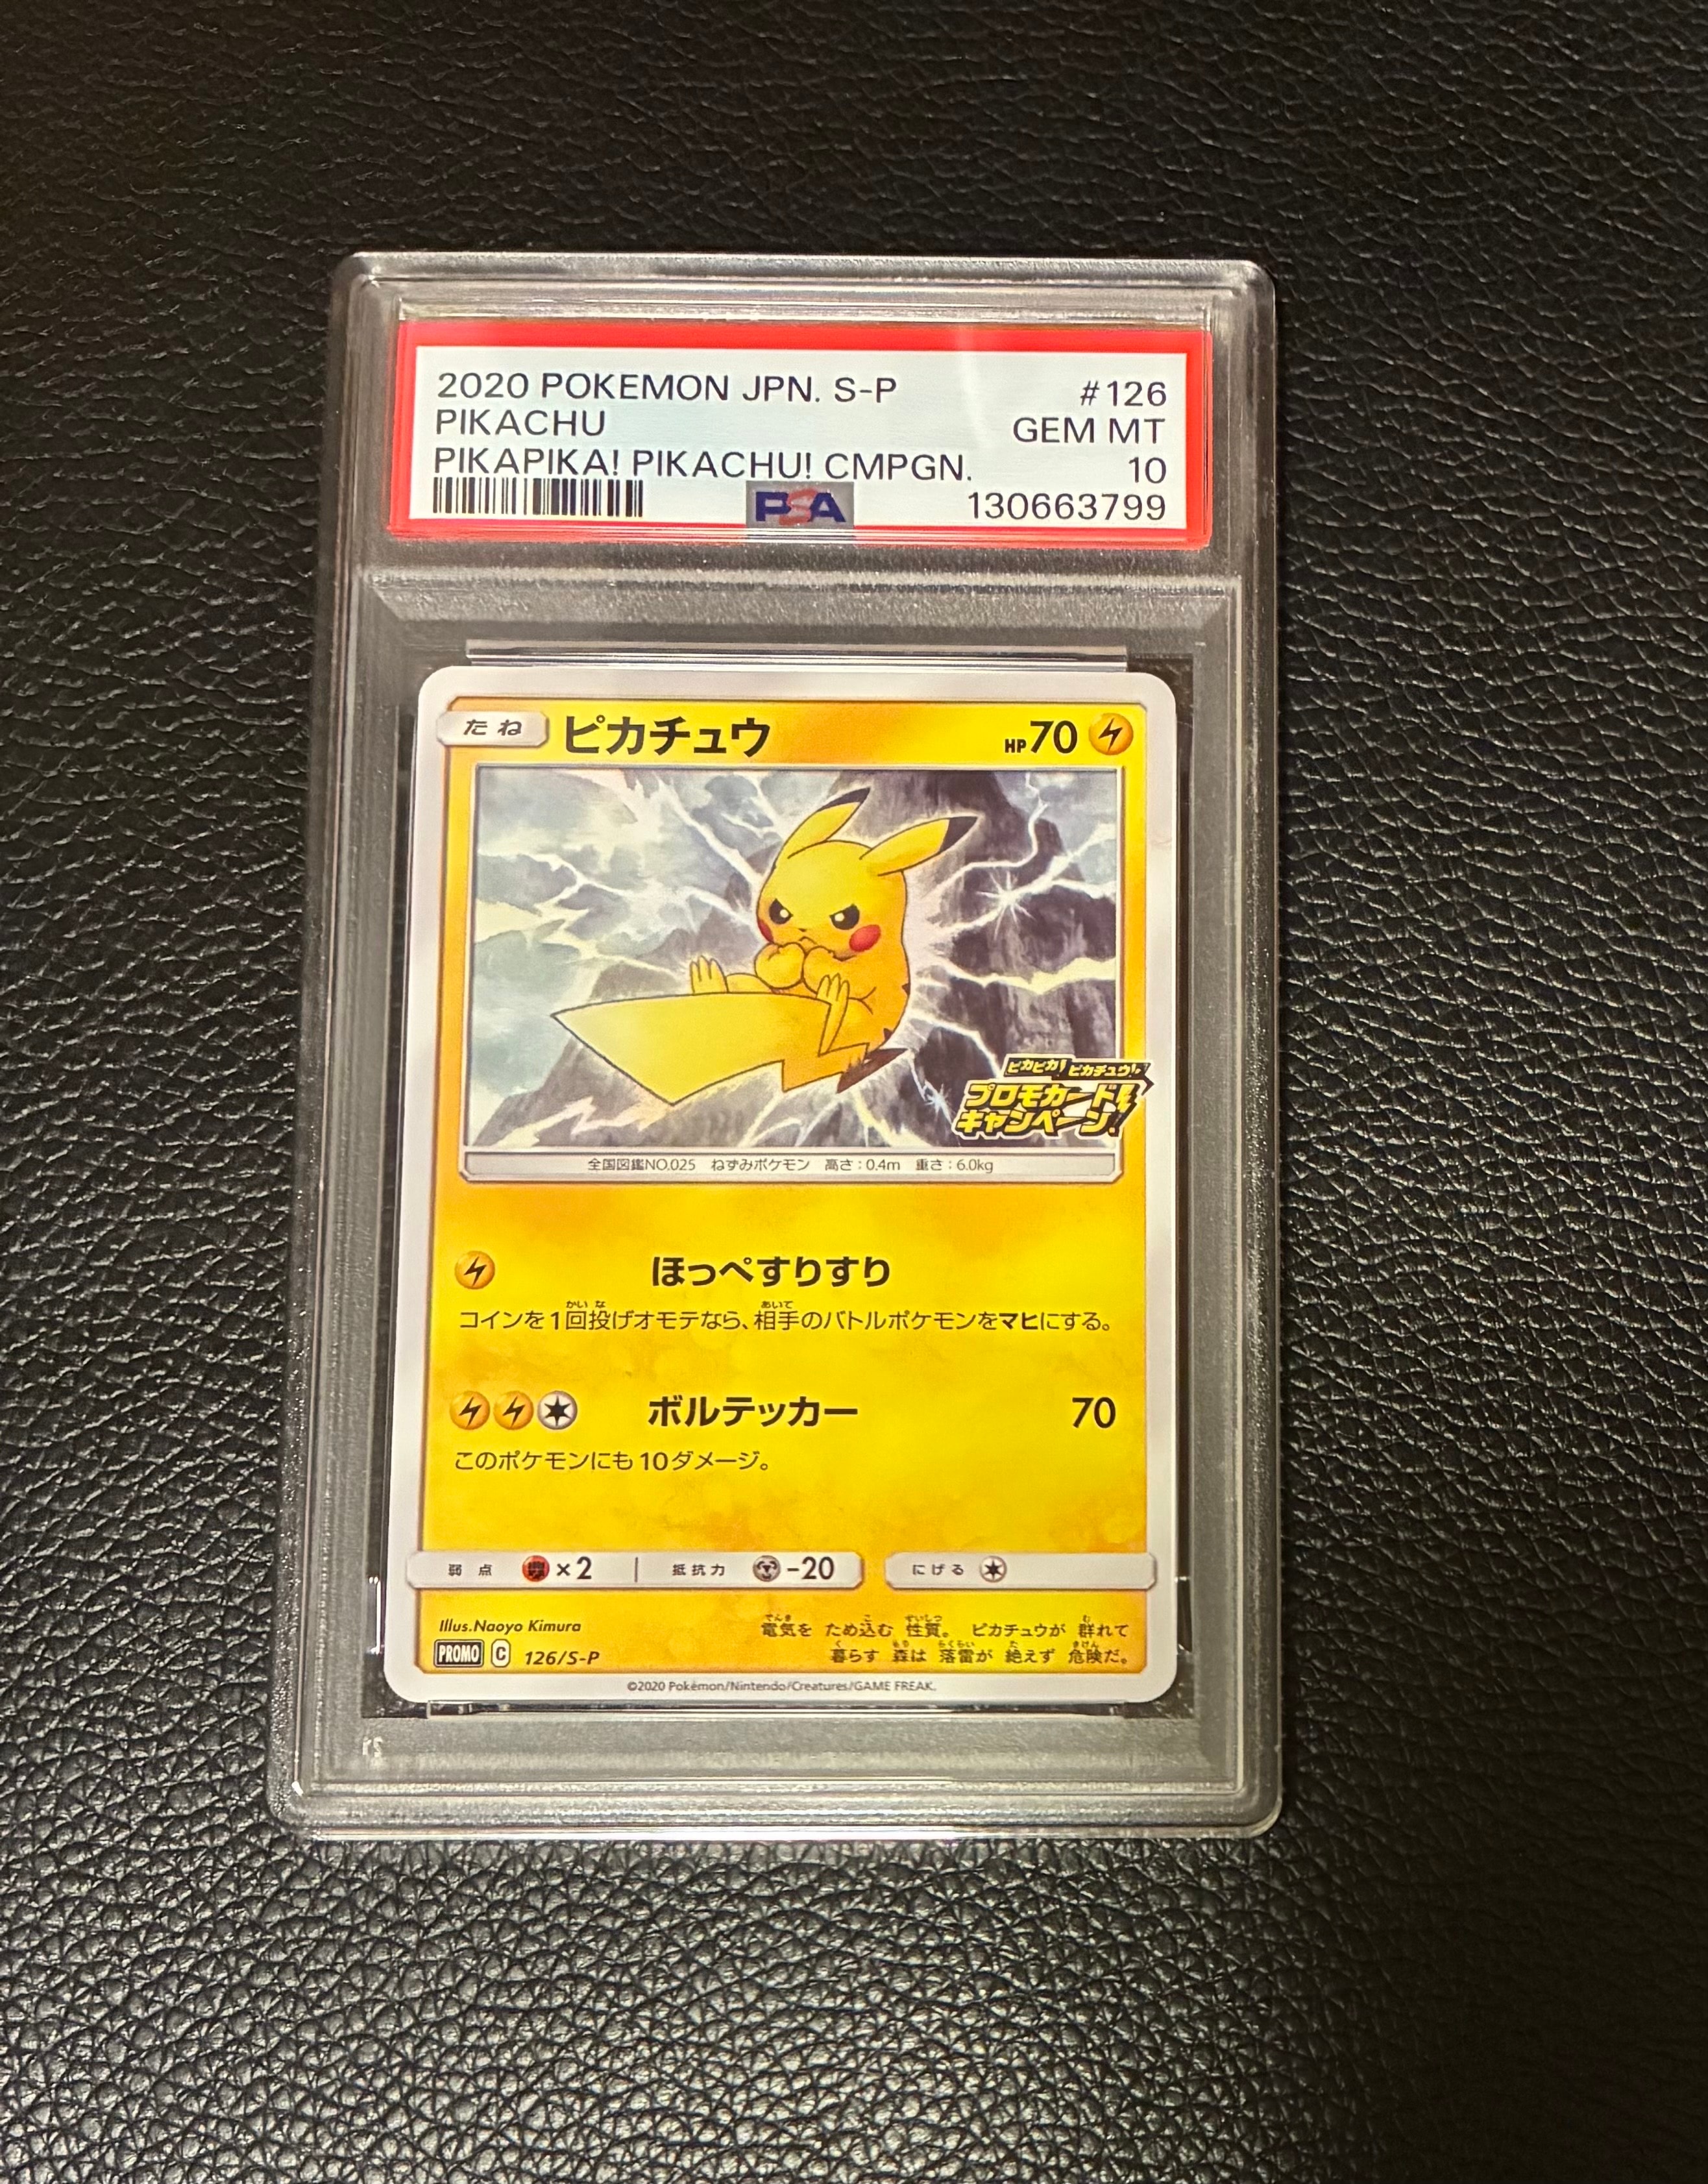 2020 POKEMON JPN. S-P #126
PIKACHU GEM MT
PIKAPIKA! PIKACHU! CMPGN. 10
PSA 130663799
たね ピカチュウ HP70
ピカピカ!ピカチュウ!
プロモカード
キャンペーン!
全国図鑑NO.025 ねずみポケモン 高さ:0.4m 重さ:6.0kg
ほっぺすりすり
コインを1回投げオモテなら、相手のバトルポケモンをマヒにする。
ボルテッカー 70
このポケモンにも10ダメージ。
弱点 ×2 抵抗力 -20 にげる
Illus.Naoyo Kimura
電気を ため込む 性質。 ピカチュウが 群れて
暮らす 森は 落雷が 絶えず 危険だ。
PROMO C 126/S-P
©2020 Pokémon/Nintendo/Creatures/GAME FREAK.